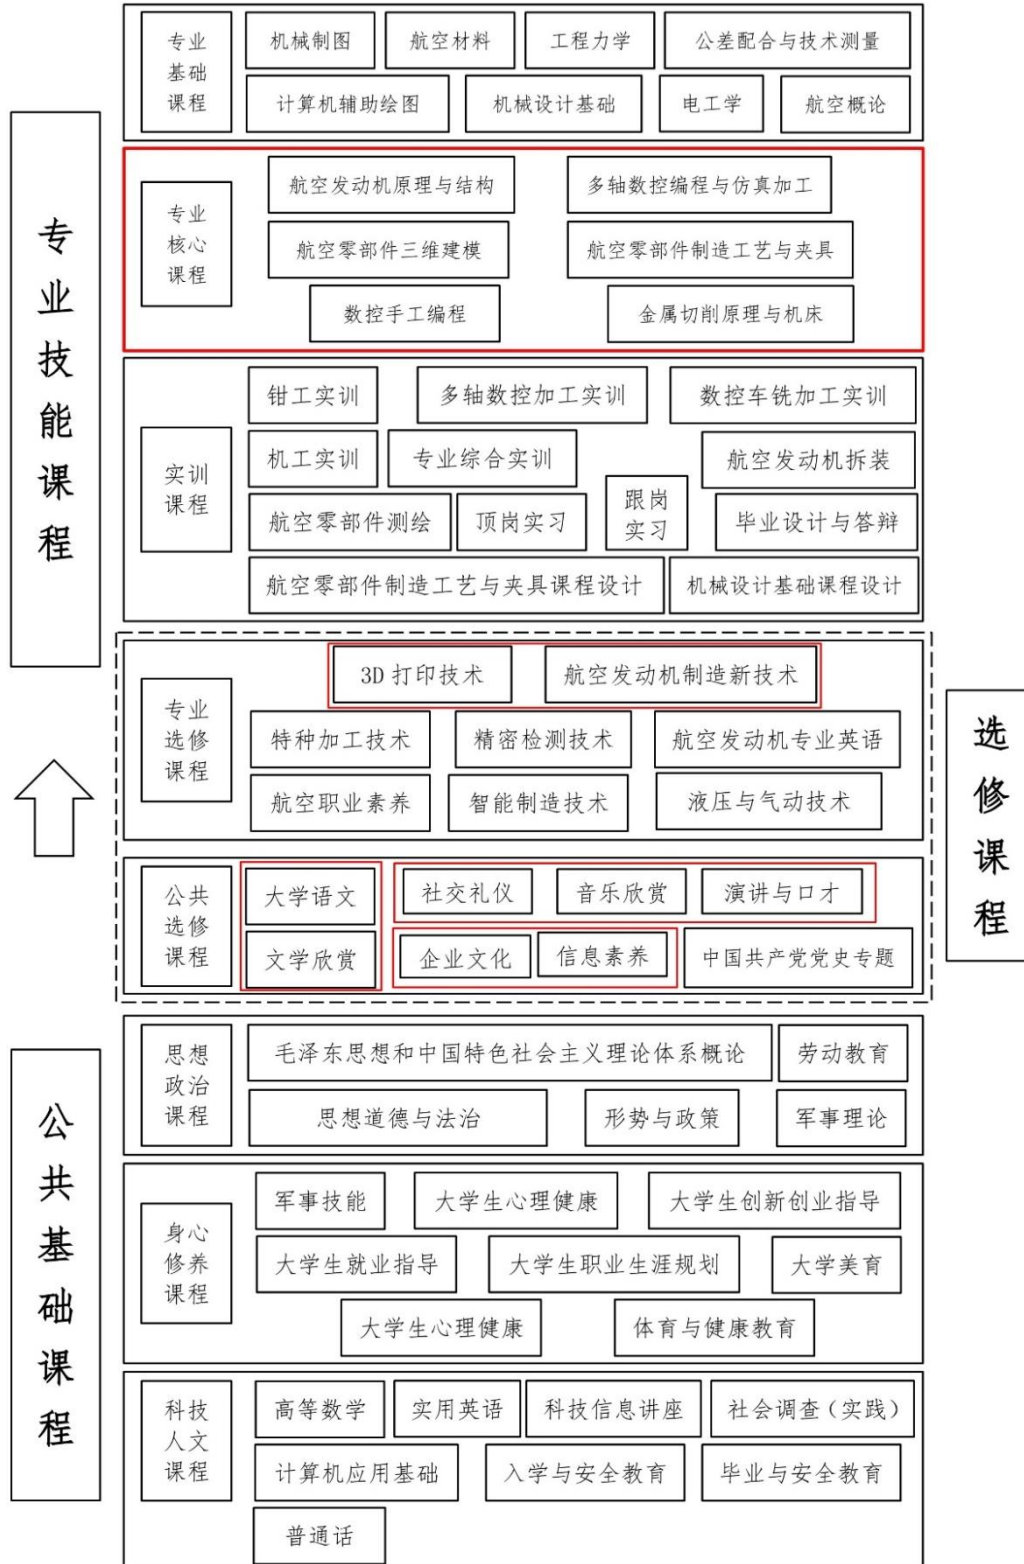 专业技能课程
专业
基础
课程
机械制图 航空材料 工程力学 公差配合与技术测量
计算机辅助绘图 机械设计基础 电工学 航空概论
专业
核心
课程
航空发动机原理与结构 多轴数控编程与仿真加工
航空零部件三维建模 航空零部件制造工艺与夹具
数控手工编程 金属切削原理与机床
实训
课程
钳工实训 多轴数控加工实训 数控车铣加工实训
机工实训 专业综合实训 航空发动机拆装
航空零部件测绘 顶岗实习 跟岗
实习 毕业设计与答辩
航空零部件制造工艺与夹具课程设计 机械设计基础课程设计
选修课程
专业
选修
课程
3D 打印技术 航空发动机制造新技术
特种加工技术 精密检测技术 航空发动机专业英语
航空职业素养 智能制造技术 液压与气动技术
公共
选修
课程
大学语文 社交礼仪 音乐欣赏 演讲与口才
文学欣赏 企业文化 信息素养 中国共产党党史专题
公共基础课程
思想
政治
课程
毛泽东思想和中国特色社会主义理论体系概论 劳动教育
思想道德与法治 形势与政策 军事理论
身心
修养
课程
军事技能 大学生心理健康 大学生创新创业指导
大学生就业指导 大学生职业生涯规划 大学美育
大学生心理健康 体育与健康教育
科技
人文
课程
高等数学 实用英语 科技信息讲座 社会调查（实践）
计算机应用基础 入学与安全教育 毕业与安全教育
普通话